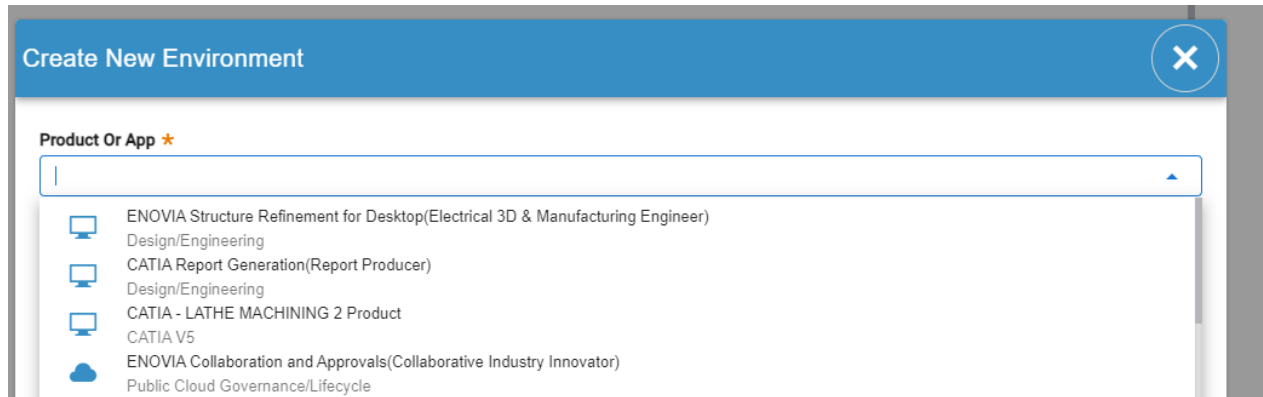 Create New Environment
Product Or App *
ENOVIA Structure Refinement for Desktop(Electrical 3D & Manufacturing Engineer)
Design/Engineering
CATIA Report Generation(Report Producer)
Design/Engineering
CATIA - LATHE MACHINING 2 Product
CATIA V5
ENOVIA Collaboration and Approvals(Collaborative Industry Innovator)
Public Cloud Governance/Lifecycle